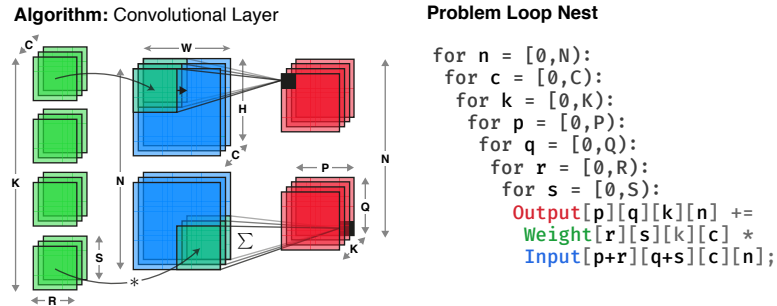 Algorithm: Convolutional Layer
C
W
K
N
H
C
P
N
Q
S
Σ
K
*
R
Problem Loop Nest
for n = [0,N):
for c = [0,C):
for k = [0,K):
for p = [0,P):
for q = [0,Q):
for r = [0,R):
for s = [0,S):
Output[p][q][k][n] +=
Weight[r][s][k][c] *
Input[p+r][q+s][c][n];